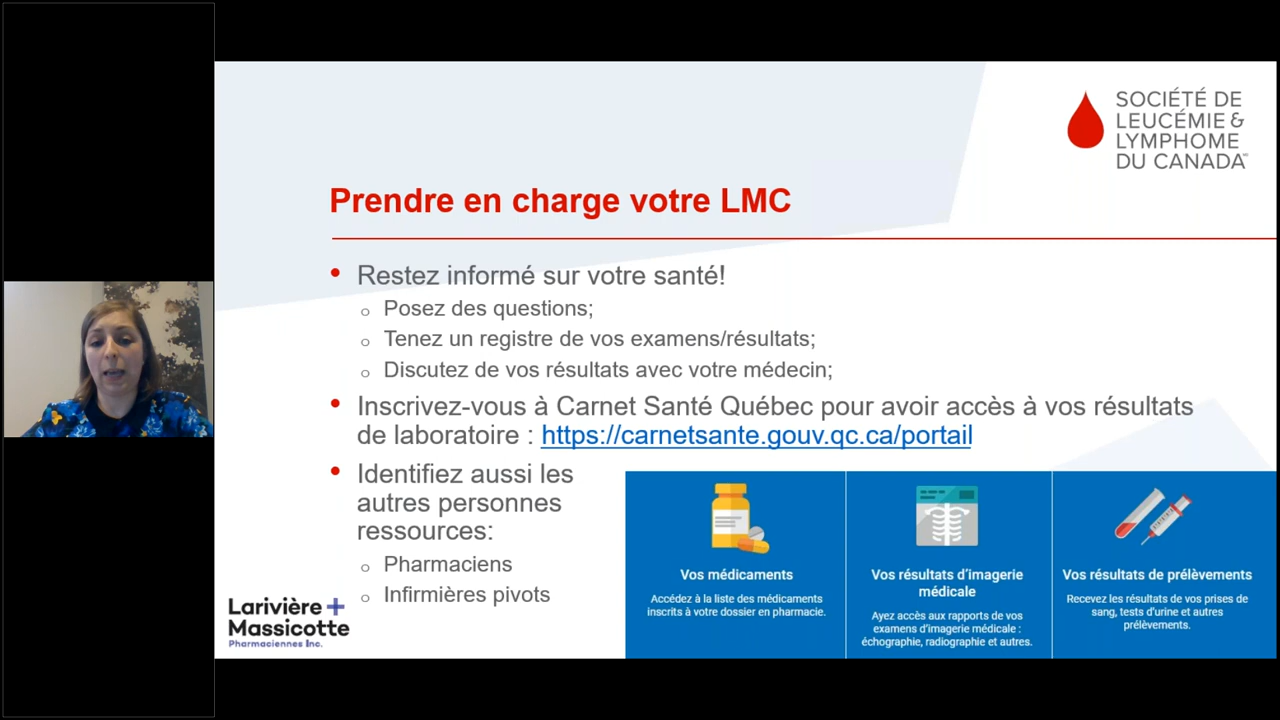 SOCIÉTÉ DE
LEUCÉMIE &
LYMPHOME
DU CANADA
Prendre en charge votre LMC
• Restez informé sur votre santé!
o Posez des questions;
o Tenez un registre de vos examens/résultats;
o Discutez de vos résultats avec votre médecin;
• Inscrivez-vous à Carnet Santé Québec pour avoir accès à vos résultats
de laboratoire : https://carnetsante.gouv.qc.ca/portail
• Identifiez aussi les
autres personnes
ressources:
o Pharmaciens
o Infirmières pivots
Larivière +
Massicotte
Pharmaciennes Inc.
Vos médicaments
Accédez à la liste des médicaments
inscrits à votre dossier en pharmacie.
Vos résultats d'imagerie
médicale
Ayez accès aux rapports de vos
examens d'imagerie médicale :
échographie, radiographie et autres.
Vos résultats de prélèvements
Recevez les résultats de vos prises de
sang, tests d'urine et autres
prélèvements.